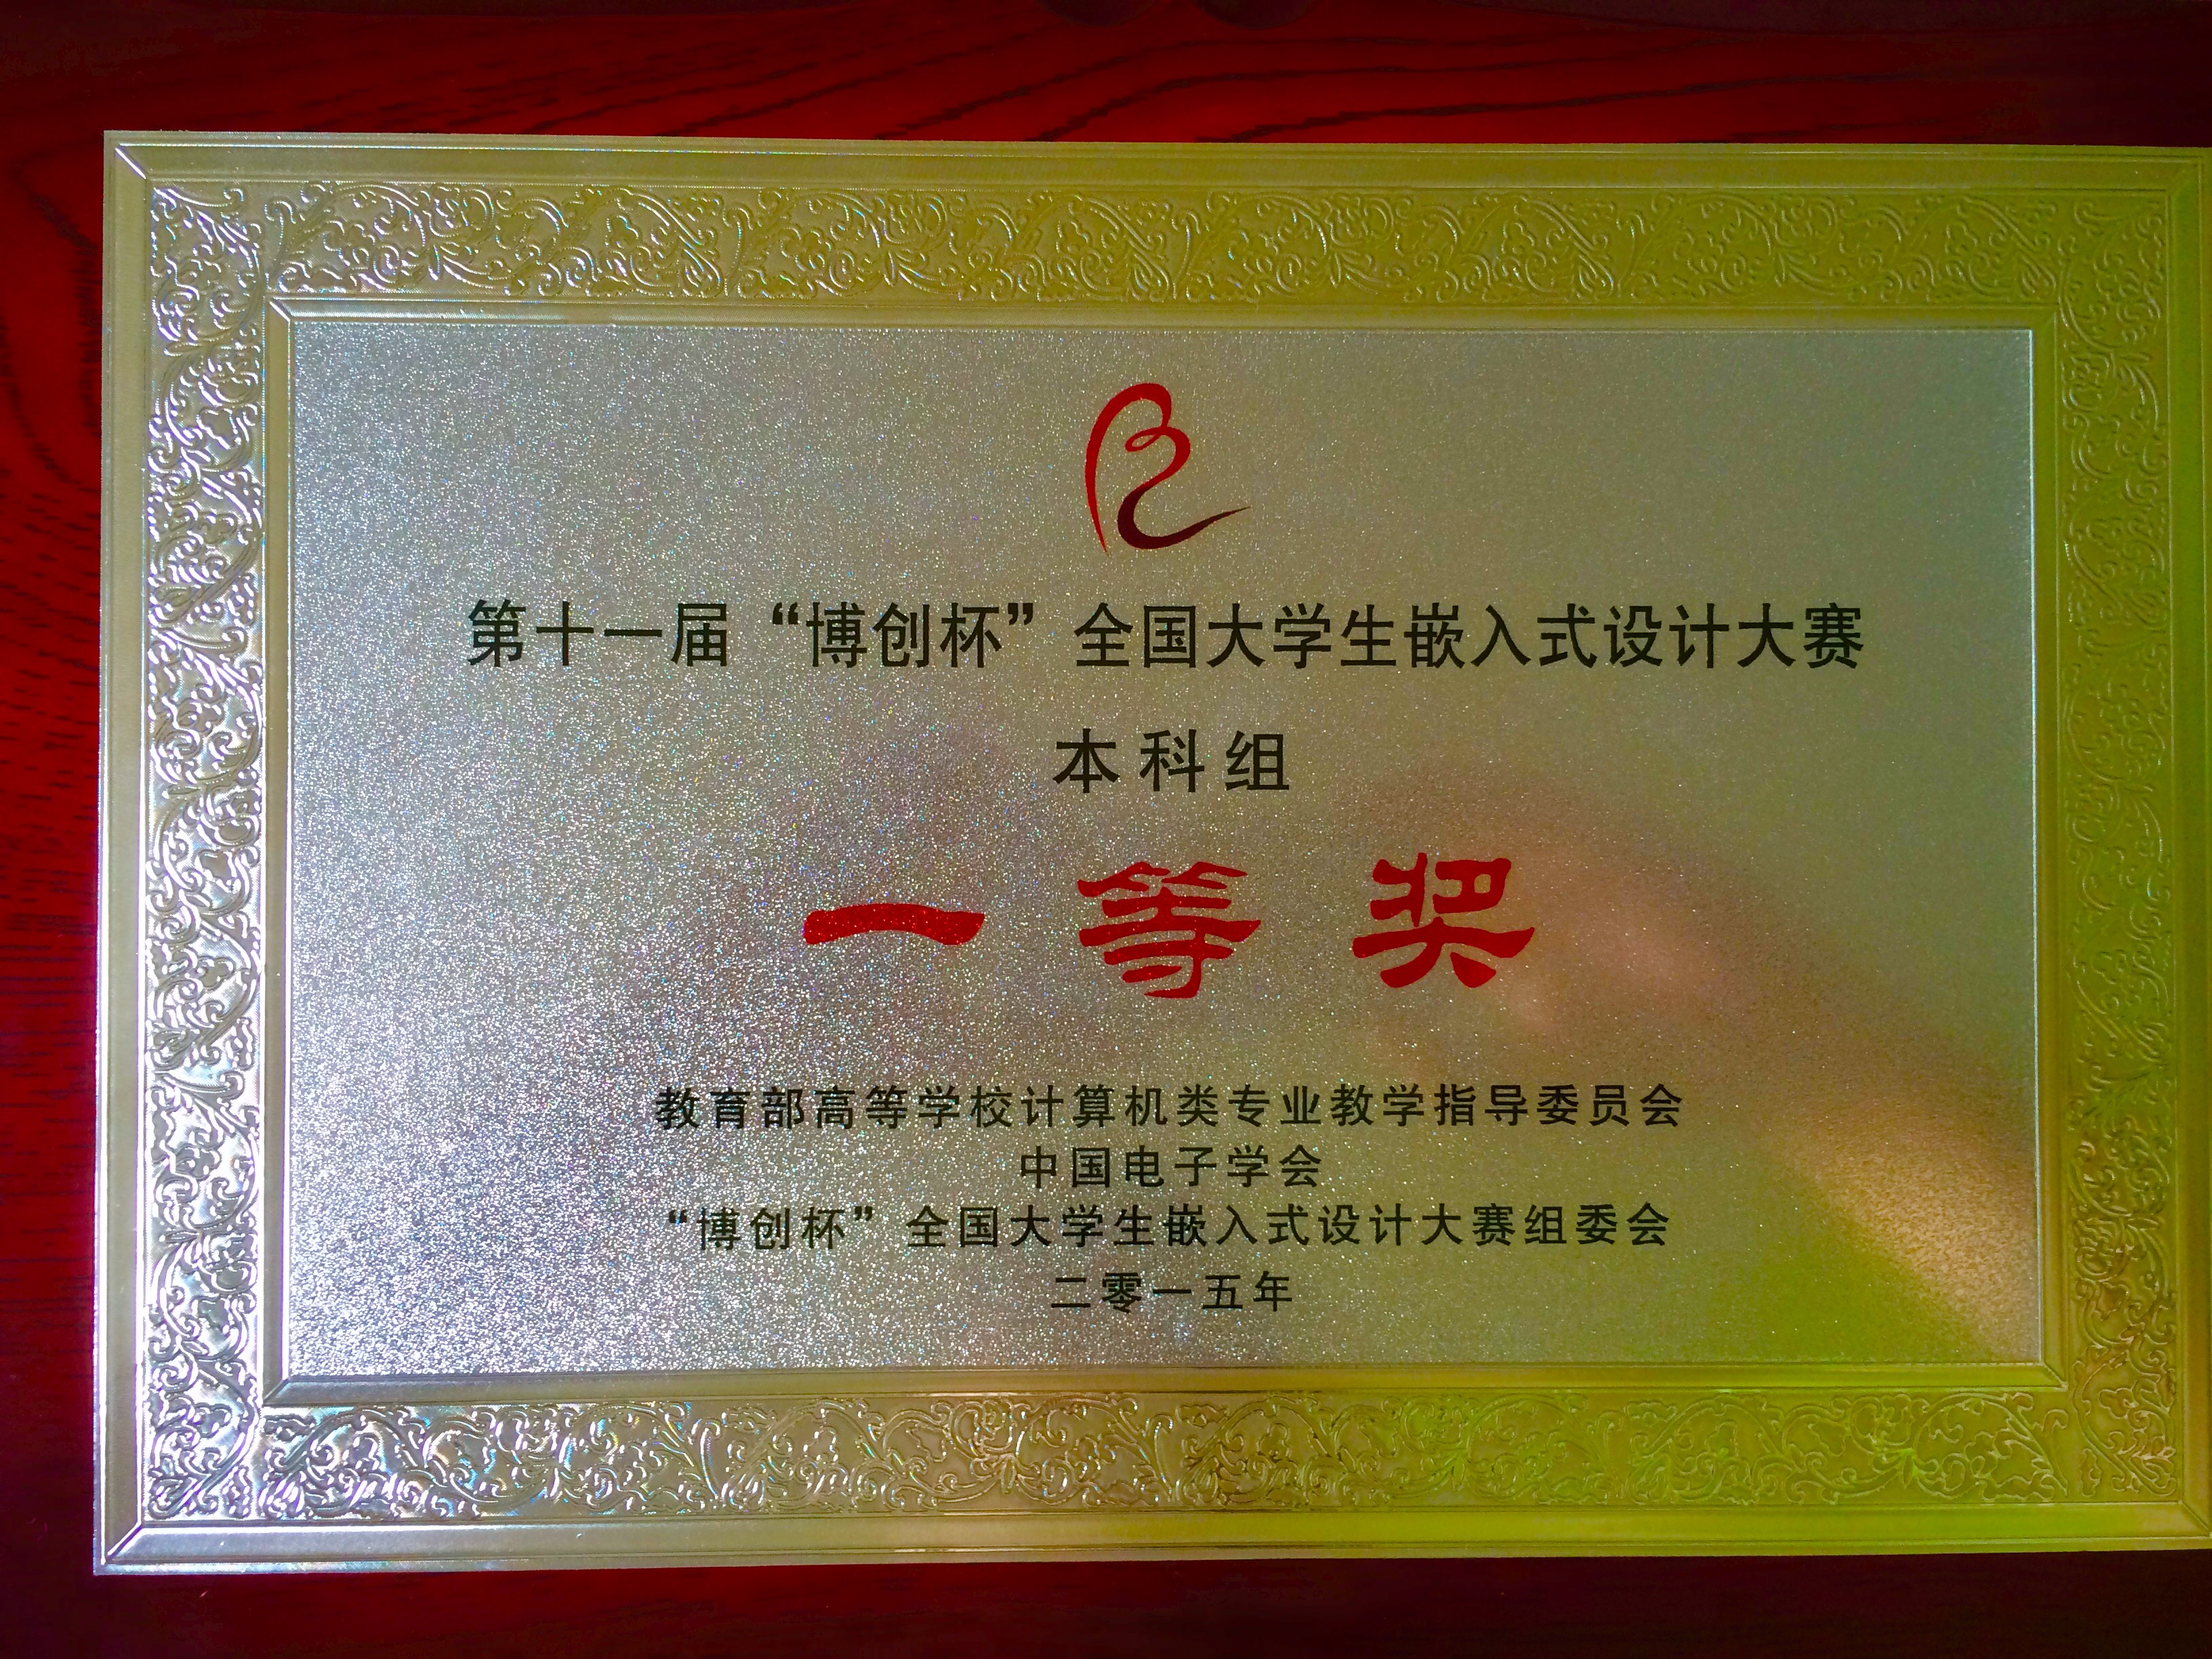 第十一届“博创杯”全国大学生嵌入式设计大赛
本科组
一等奖
教育部高等学校计算机类专业教学指导委员会
中国电子学会
“博创杯”全国大学生嵌入式设计大赛组委会
二零一五年